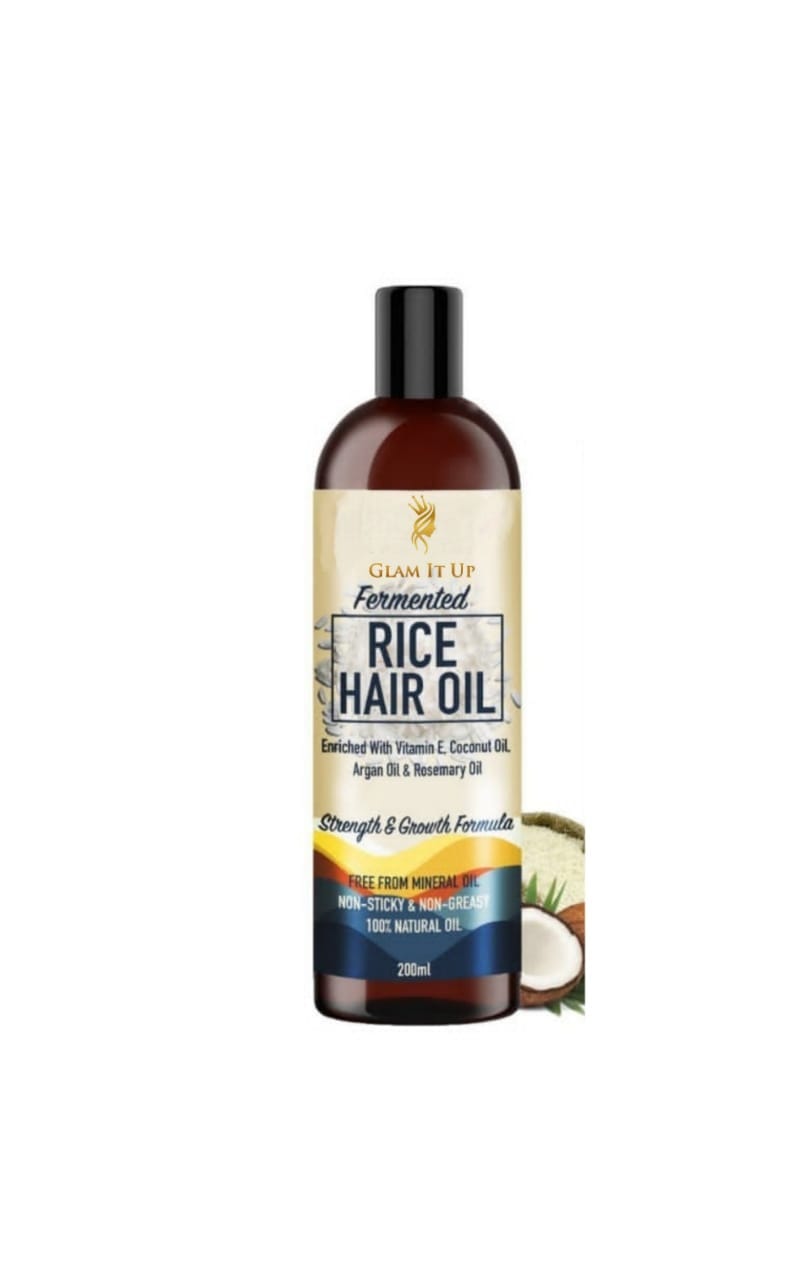 GLAM IT UP
Fermented
RICE
HAIR OIL
Enriched With Vitamin E, Coconut Oil,
Argan Oil & Rosemary Oil
Strength & Growth Formula
FREE FROM MINERAL OIL
NON-STICKY & NON-GREASY
100% NATURAL OIL
200ml